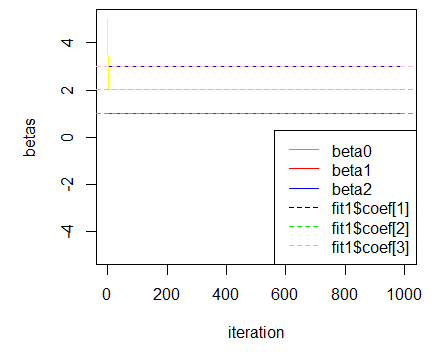 4
2
0
-2
-4
betas
beta0
beta1
beta2
fit1$coef[1]
fit1$coef[2]
fit1$coef[3]
0 200 400 600 800 1000
iteration